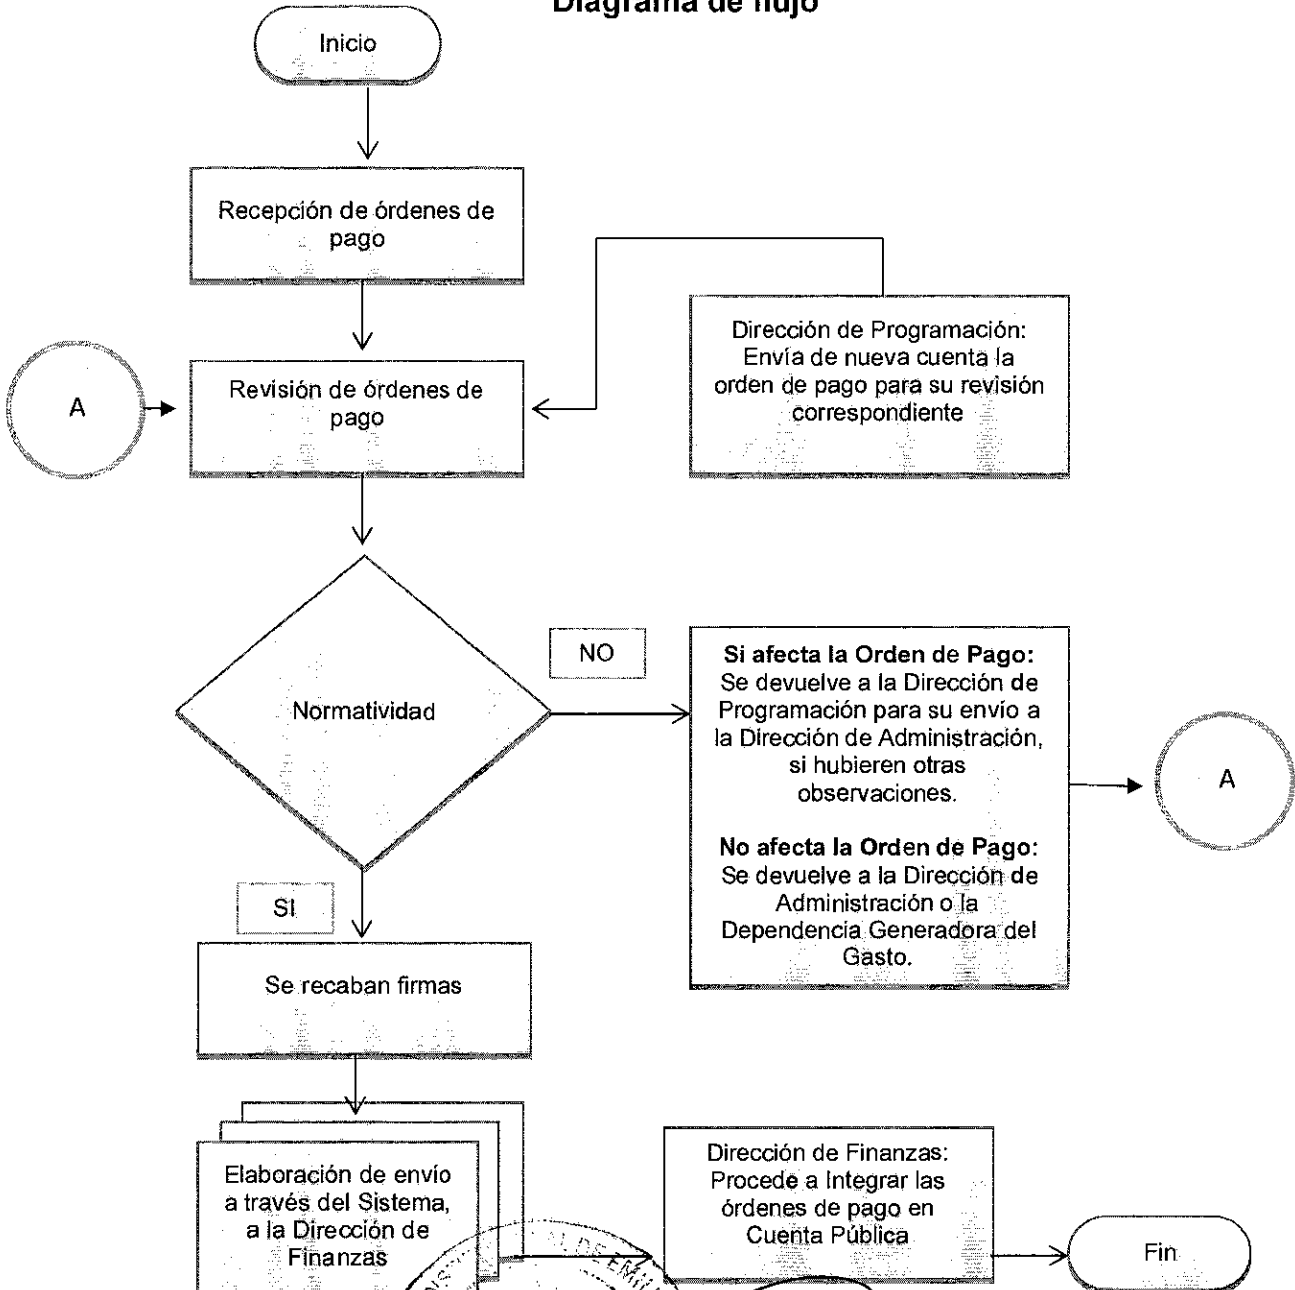 Diagrama de flujo
Inicio
Recepción de órdenes de
pago
Dirección de Programación:
Envía de nueva cuenta la
orden de pago para su revisión
correspondiente
A
Revisión de órdenes de
pago
Normatividad
NO
Si afecta la Orden de Pago:
Se devuelve a la Dirección de
Programación para su envío a
la Dirección de Administración,
si hubieren otras
observaciones.
No afecta la Orden de Pago:
Se devuelve a la Dirección de
Administración o la
Dependencia Generadora del
Gasto.
A
SI
Se recaban firmas
Elaboración de envío
a través del Sistema,
a la Dirección de
Finanzas
Dirección de Finanzas:
Procede a Integrar las
órdenes de pago en
Cuenta Pública
Fin